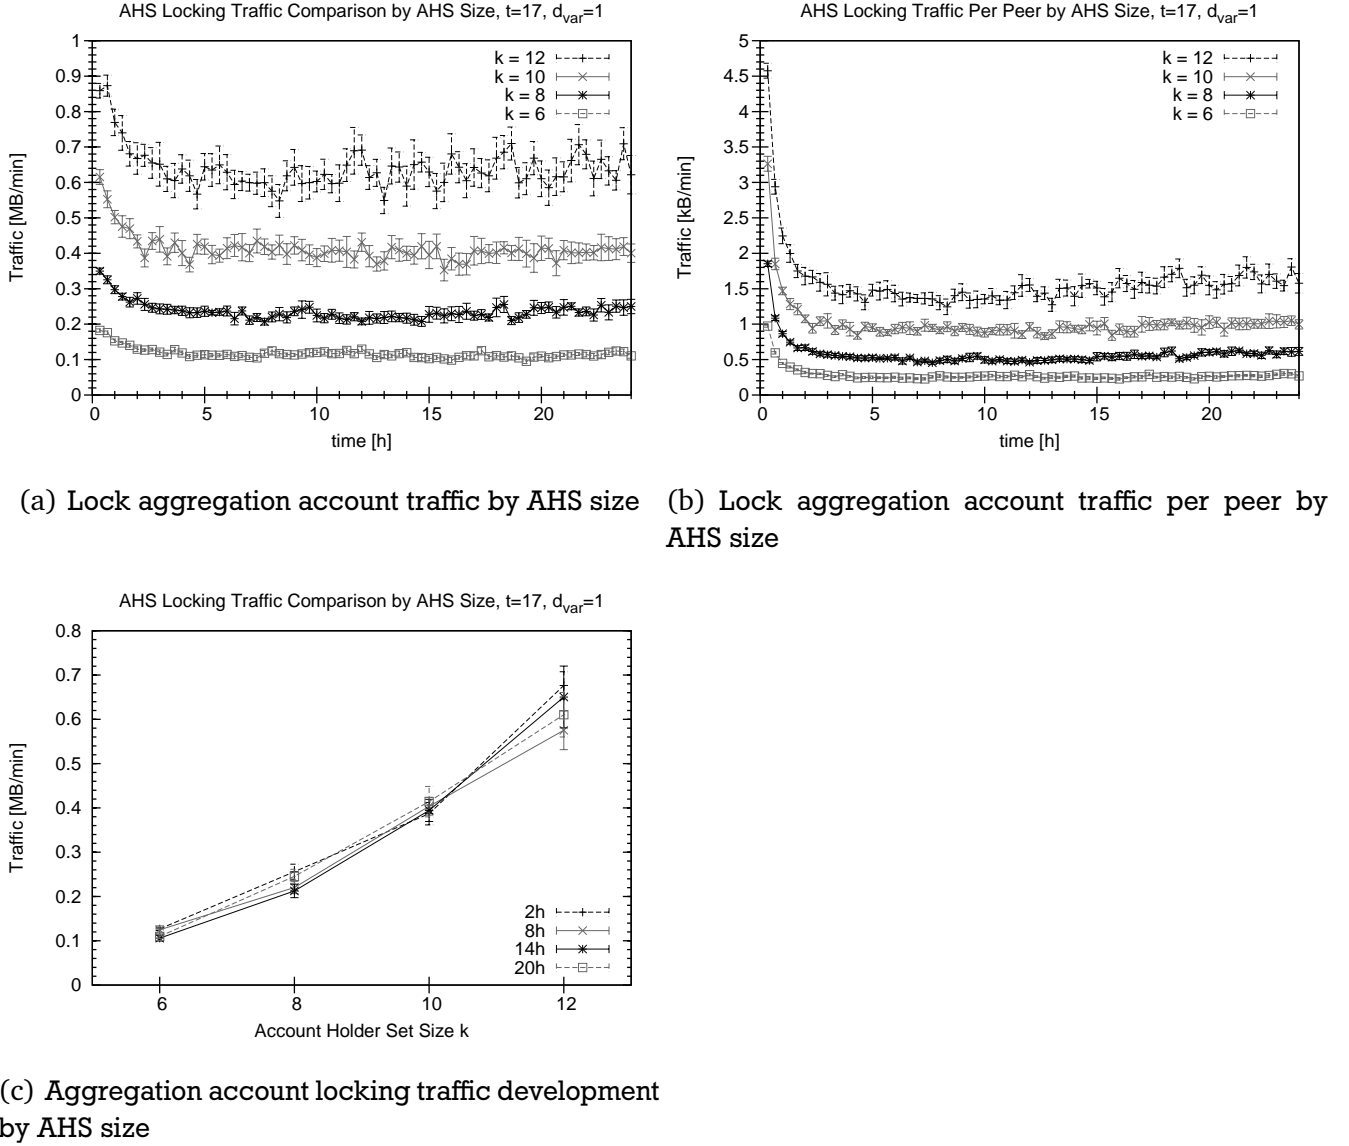 AHS Locking Traffic Comparison by AHS Size, t=17, dvar=1
Traffic [MB/min]
1
0.9
0.8
0.7
0.6
0.5
0.4
0.3
0.2
0.1
0
k = 12
k = 10
k = 8
k = 6
0 5 10 15 20
time [h]
(a) Lock aggregation account traffic by AHS size
AHS Locking Traffic Per Peer by AHS Size, t=17, dvar=1
Traffic [kB/min]
5
4.5
4
3.5
3
2.5
2
1.5
1
0.5
0
k = 12
k = 10
k = 8
k = 6
0 5 10 15 20
time [h]
(b) Lock aggregation account traffic per peer by
AHS size
AHS Locking Traffic Comparison by AHS Size, t=17, dvar=1
Traffic [MB/min]
0.8
0.7
0.6
0.5
0.4
0.3
0.2
0.1
0
2h
8h
14h
20h
6 8 10 12
Account Holder Set Size k
(c) Aggregation account locking traffic development
by AHS size